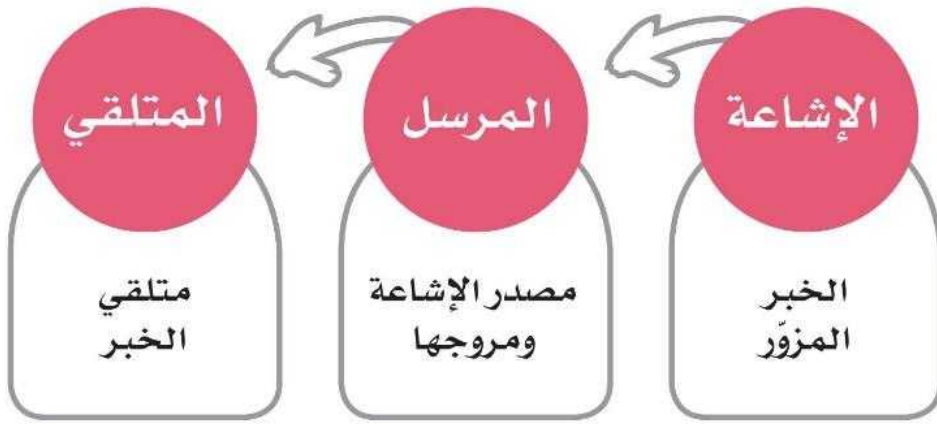 الإشاعة
الخبر
المزوّر
المرسل
مصدر الإشاعة
ومروجها
المتلقي
متلقي
الخبر